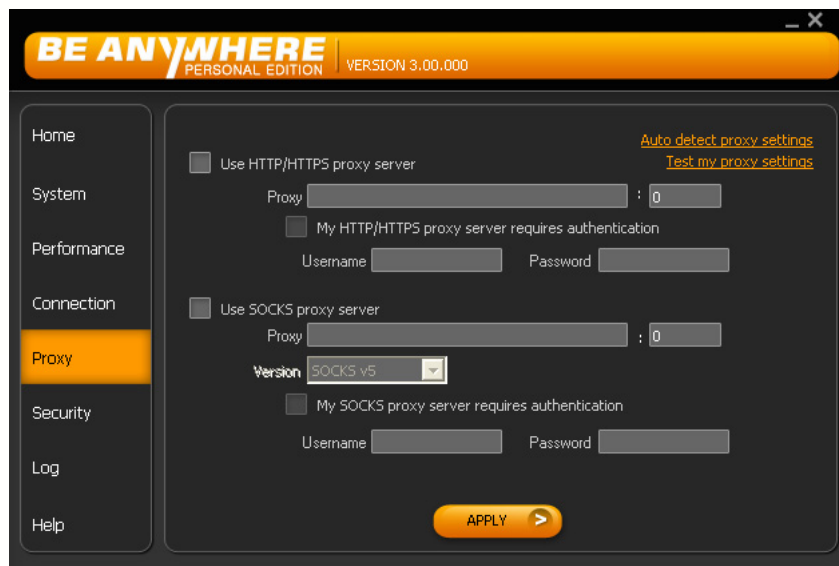 BE ANYWHERE
PERSONAL EDITION
VERSION 3.00.000
Home
System
Performance
Connection
Proxy
Security
Log
Help
Auto detect proxy settings
Test my proxy settings
Use HTTP/HTTPS proxy server
Proxy : 0
My HTTP/HTTPS proxy server requires authentication
Username Password
Use SOCKS proxy server
Proxy : 0
Version SOCKS v5
My SOCKS proxy server requires authentication
Username Password
APPLY >